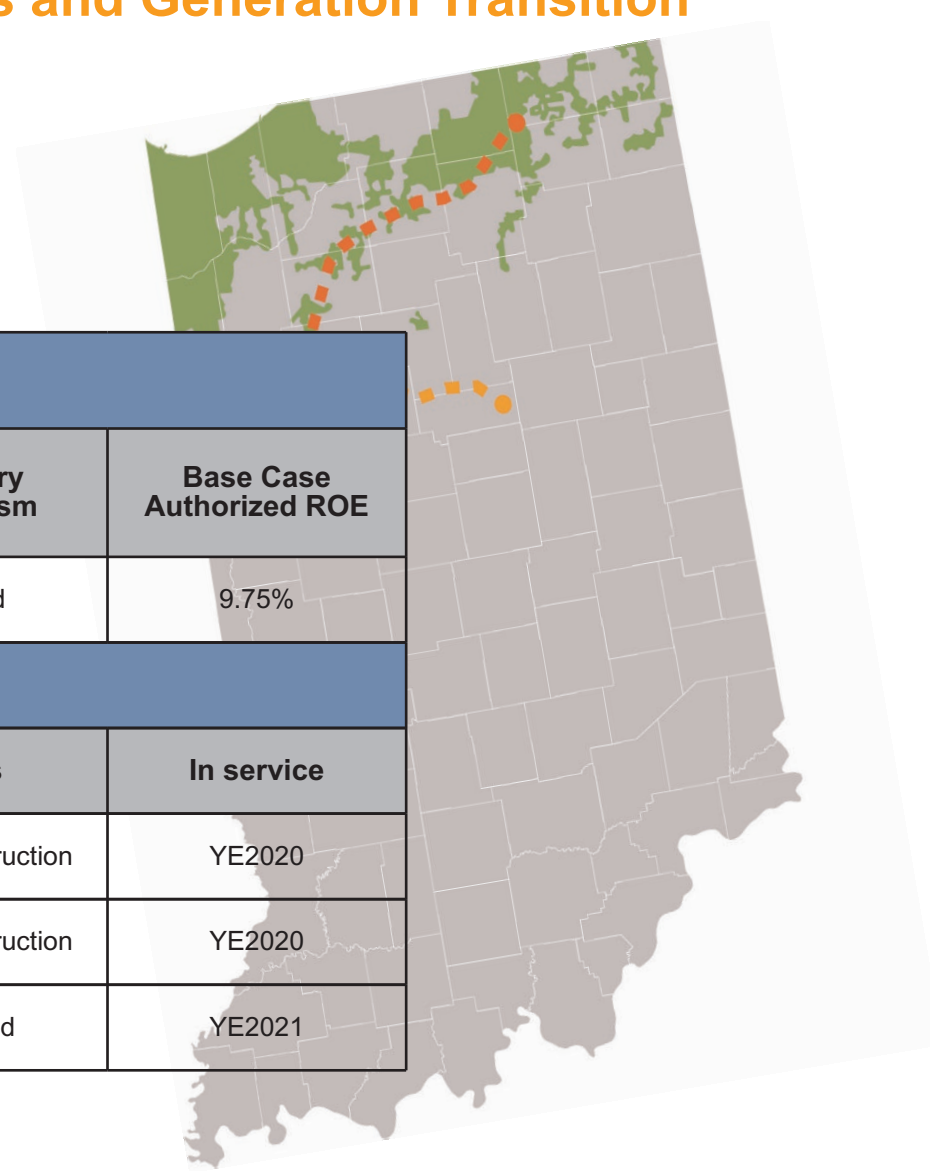 s and Generation Transition
ry
sm
Base Case
Authorized ROE
d
9.75%
s
In service
ruction
YE2020
ruction
YE2020
d
YE2021